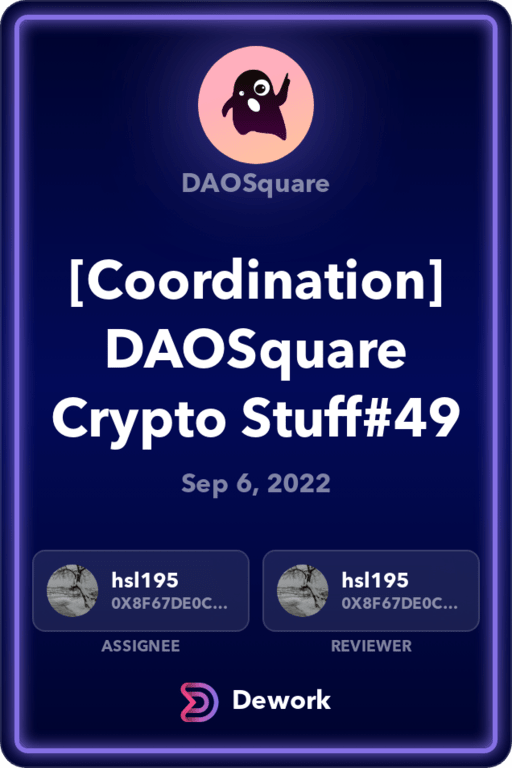 DAOSquare
[Coordination]
DAOSquare
Crypto Stuff#49
Sep 6, 2022
hsl195
0X8F67DE0C...
ASSIGNEE
hsl195
0X8F67DE0C...
REVIEWER
Dework